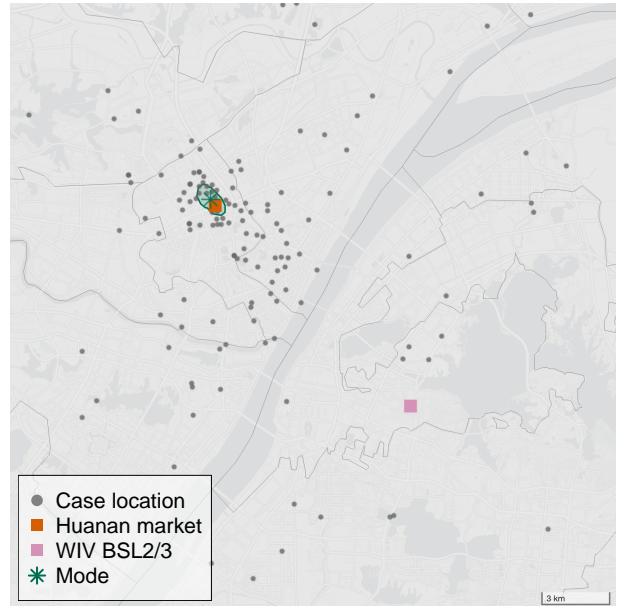 Case location
Huanan market
WIV BSL2/3
Mode
3 km